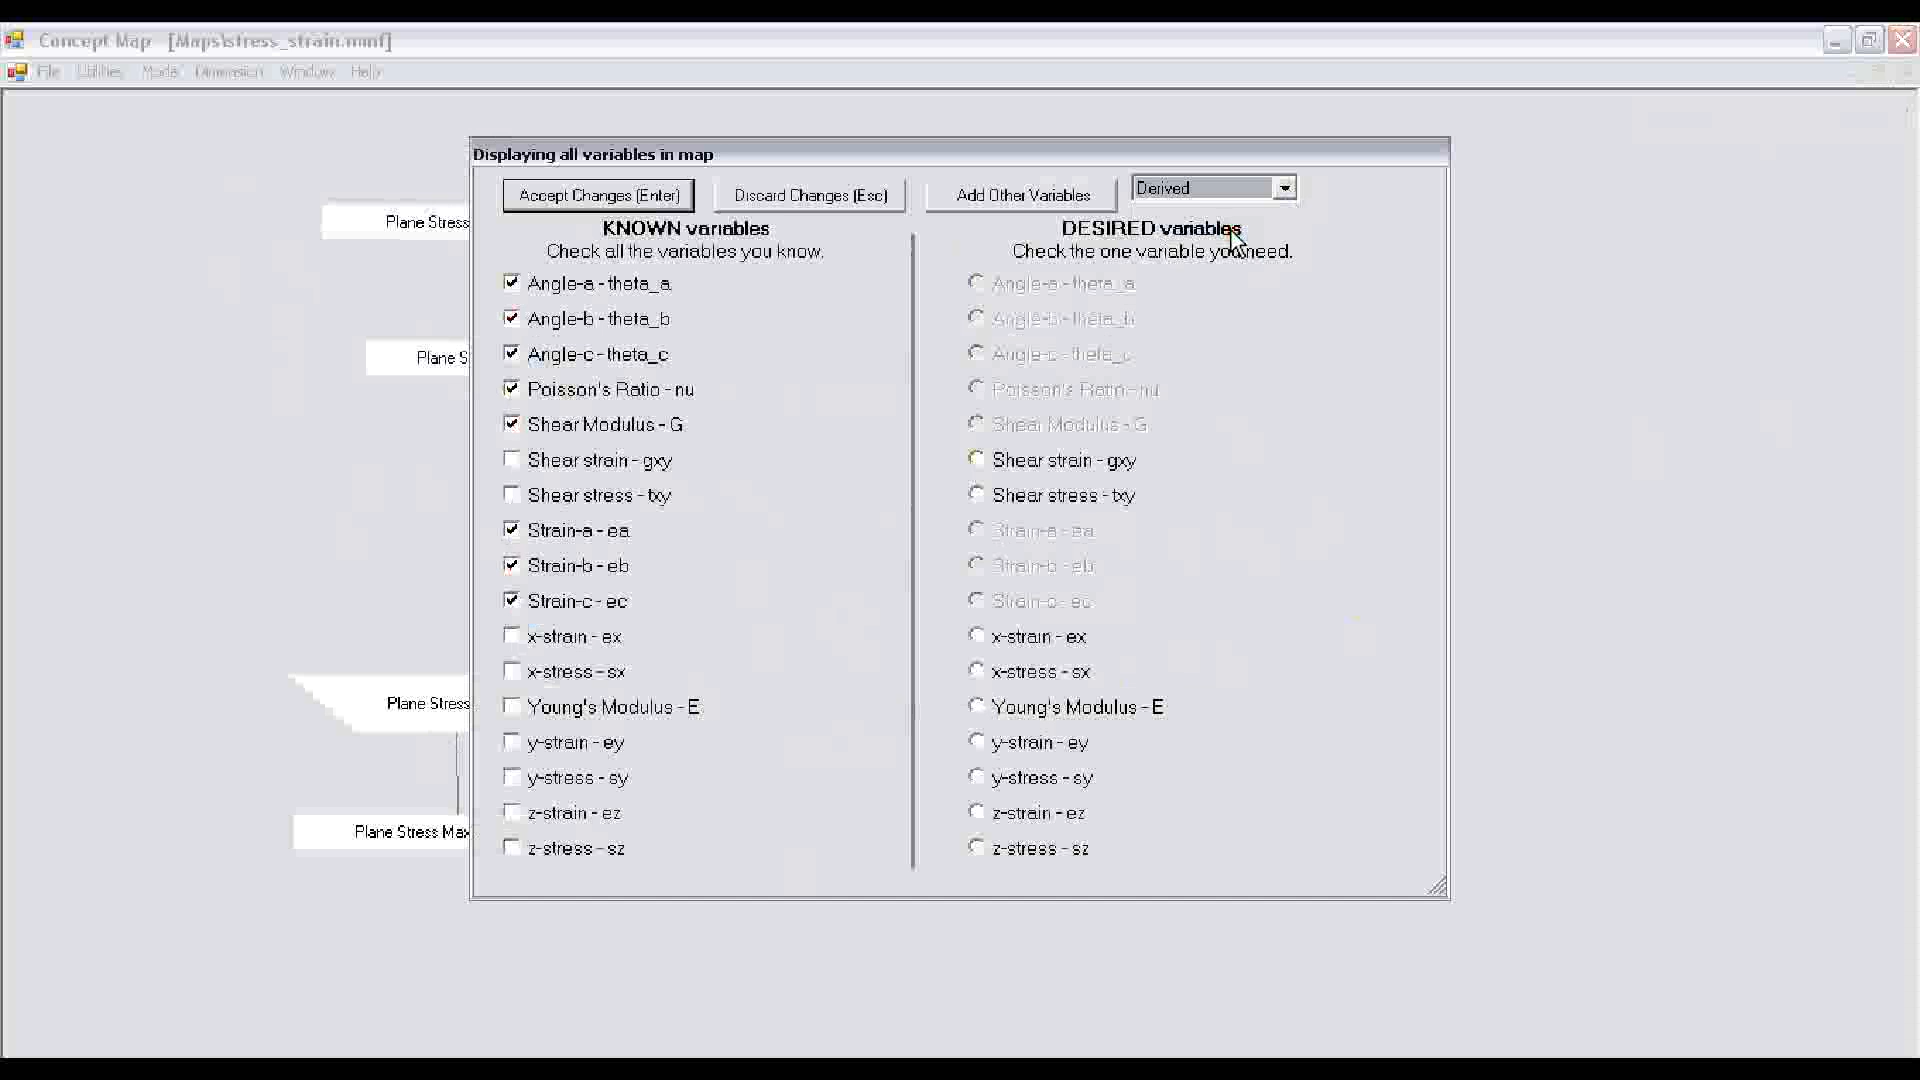 Concept Map [Maps\stress_strain.mmf]
File Utilities Mode Dimension Window Help
Displaying all variables in map
Accept Changes (Enter) Discard Changes (Esc) Add Other Variables Derived
KNOWN variables DESIRED variables
Check all the variables you know. Check the one variable you need.
Angle-a - theta_a Angle-a - theta_a
Angle-b - theta_b Angle-b - theta_b
Angle-c - theta_c Angle-c - theta_c
Poisson's Ratio - nu Poisson's Ratio - nu
Shear Modulus - G Shear Modulus - G
Shear strain - gxy Shear strain - gxy
Shear stress - txy Shear stress - txy
Strain-a - ea Strain-a - ea
Strain-b - eb Strain-b - eb
Strain-c - ec Strain-c - ec
x-strain - ex x-strain - ex
x-stress - sx x-stress - sx
Young's Modulus - E Young's Modulus - E
y-strain - ey y-strain - ey
y-stress - sy y-stress - sy
z-strain - ez z-strain - ez
z-stress - sz z-stress - sz
Plane Stress
Plane S
Plane Stress
Plane Stress Max